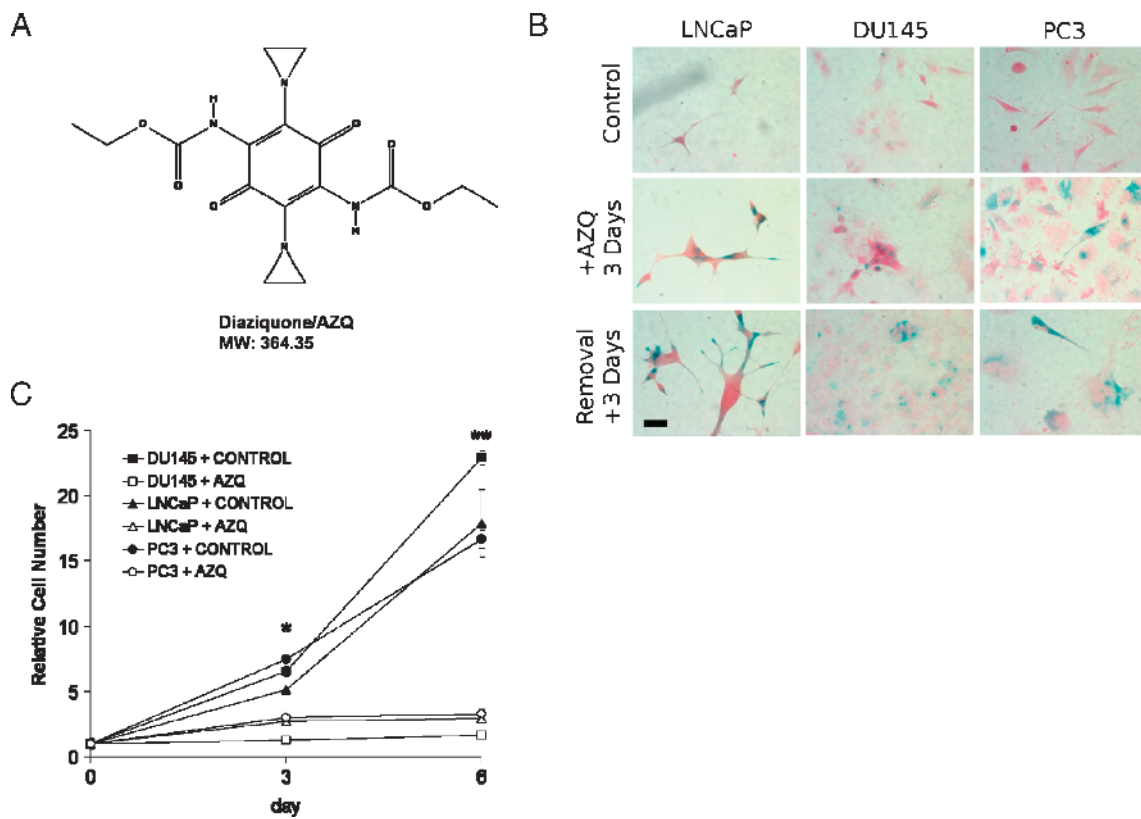 A
H
N
O
O
N
O
O
O
N
H
O
O
N
Diaziquone/AZQ
MW: 364.35
B
LNCaP DU145 PC3
Control
+AZQ
3 Days
Removal
+3 Days
C
Relative Cell Number
25
20
15
10
5
0
DU145 + CONTROL
DU145 + AZQ
LNCaP + CONTROL
LNCaP + AZQ
PC3 + CONTROL
PC3 + AZQ
*
**
0 3 6
day